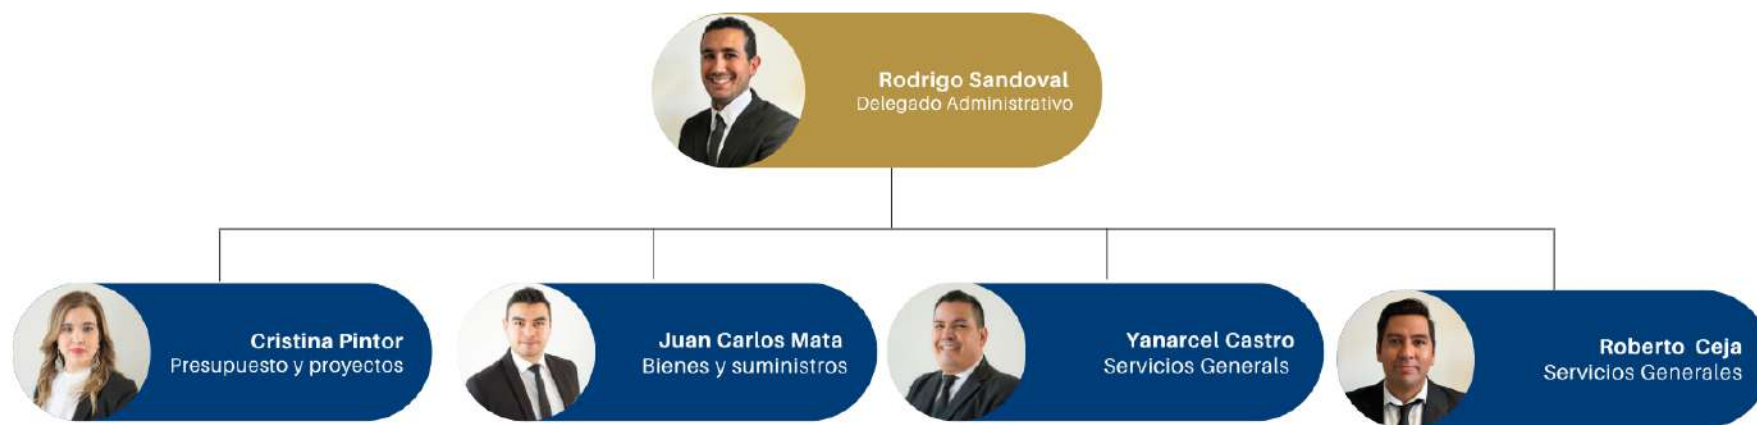 Rodrigo Sandoval
Delegado Administrativo
Cristina Pintor
Presupuesto y proyectos
Juan Carlos Mata
Bienes y suministros
Yanarcel Castro
Servicios Generals
Roberto Ceja
Servicios Generales